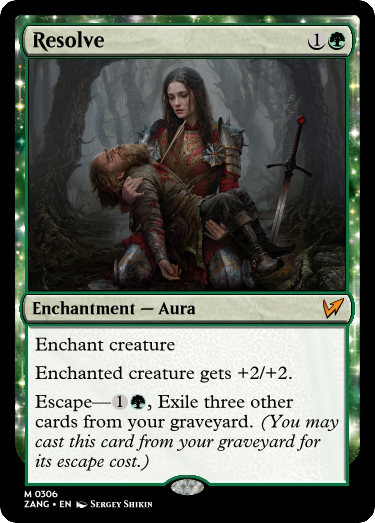 Resolve 1
Enchantment — Aura
Enchant creature
Enchanted creature gets +2/+2.
Escape—1, Exile three other
cards from your graveyard. (You may
cast this card from your graveyard for
its escape cost.)
M 0306
ZANG • EN Sergey Shikin